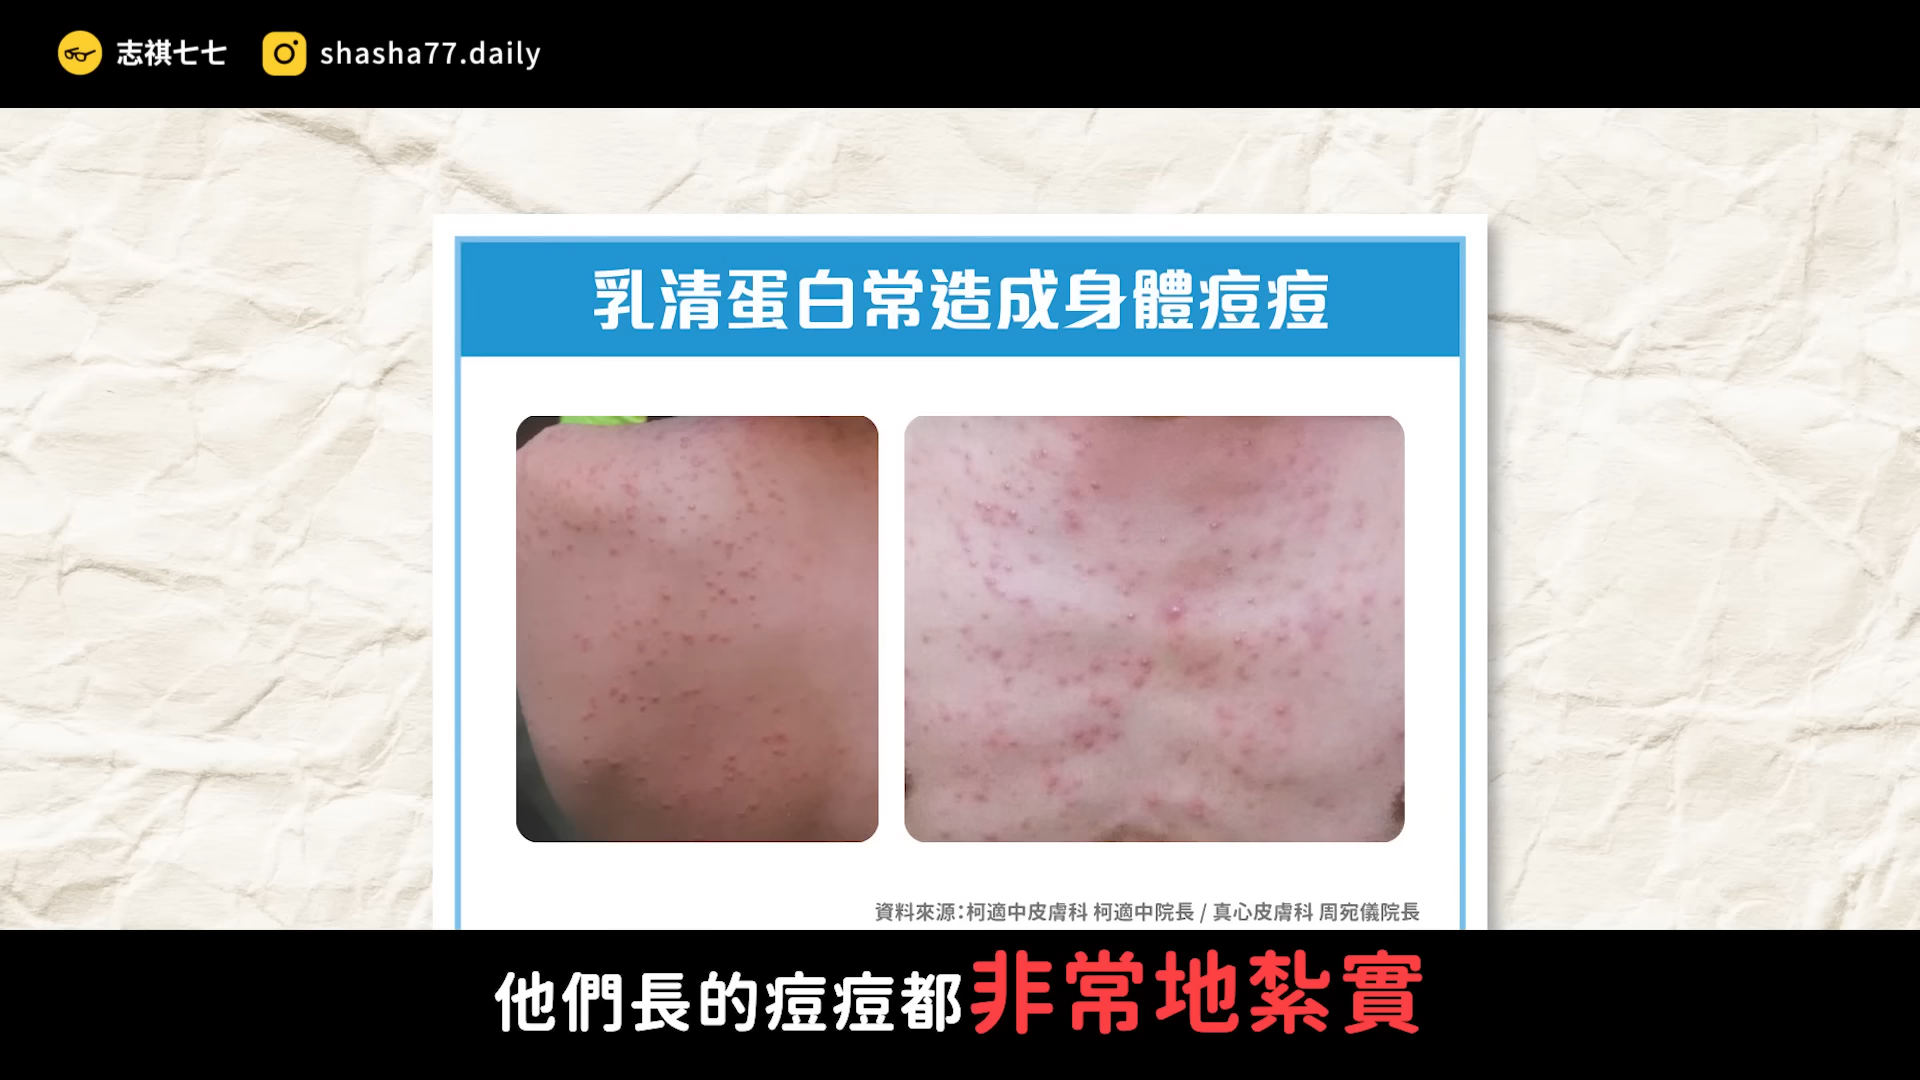 志祺七七 shasha77.daily
乳清蛋白常造成身體痘痘
資料來源:柯適中皮膚科 柯適中院長 / 真心皮膚科 周宛儀院長
他們長的痘痘都非常地紮實